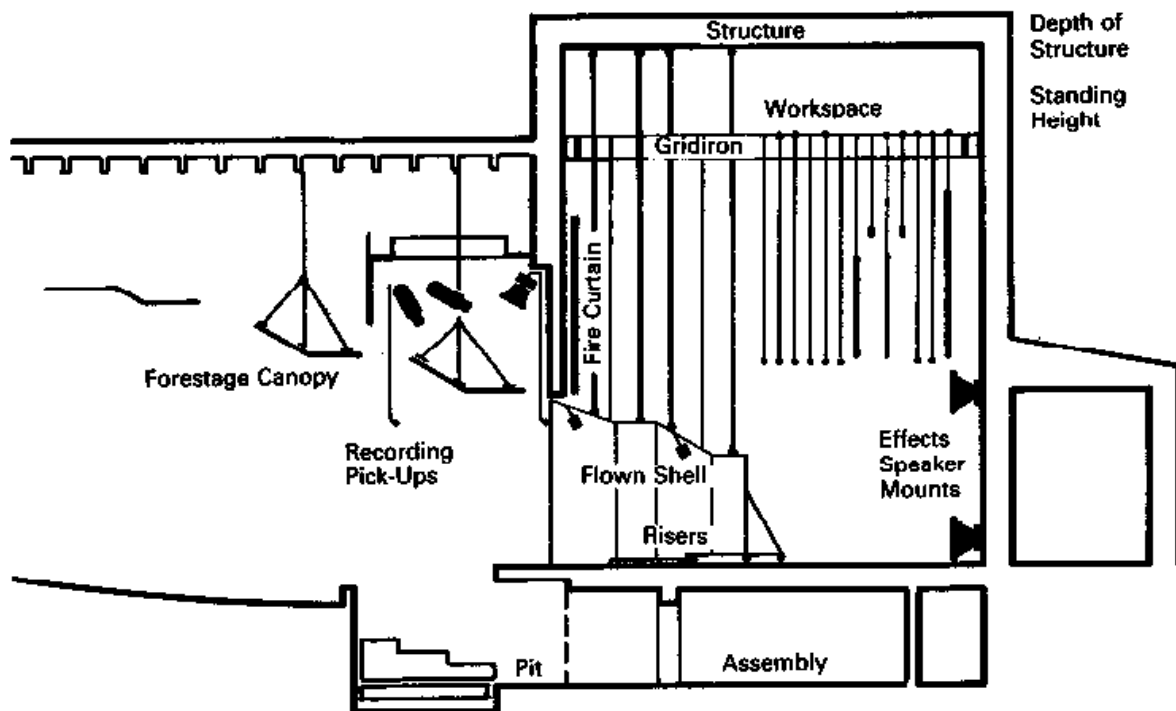 Structure
Depth of
Structure
Workspace
Standing
Height
Gridiron
Fire Curtain
Forestage Canopy
Recording
Pick-Ups
Flown Shell
Effects
Speaker
Mounts
Risers
Pit
Assembly